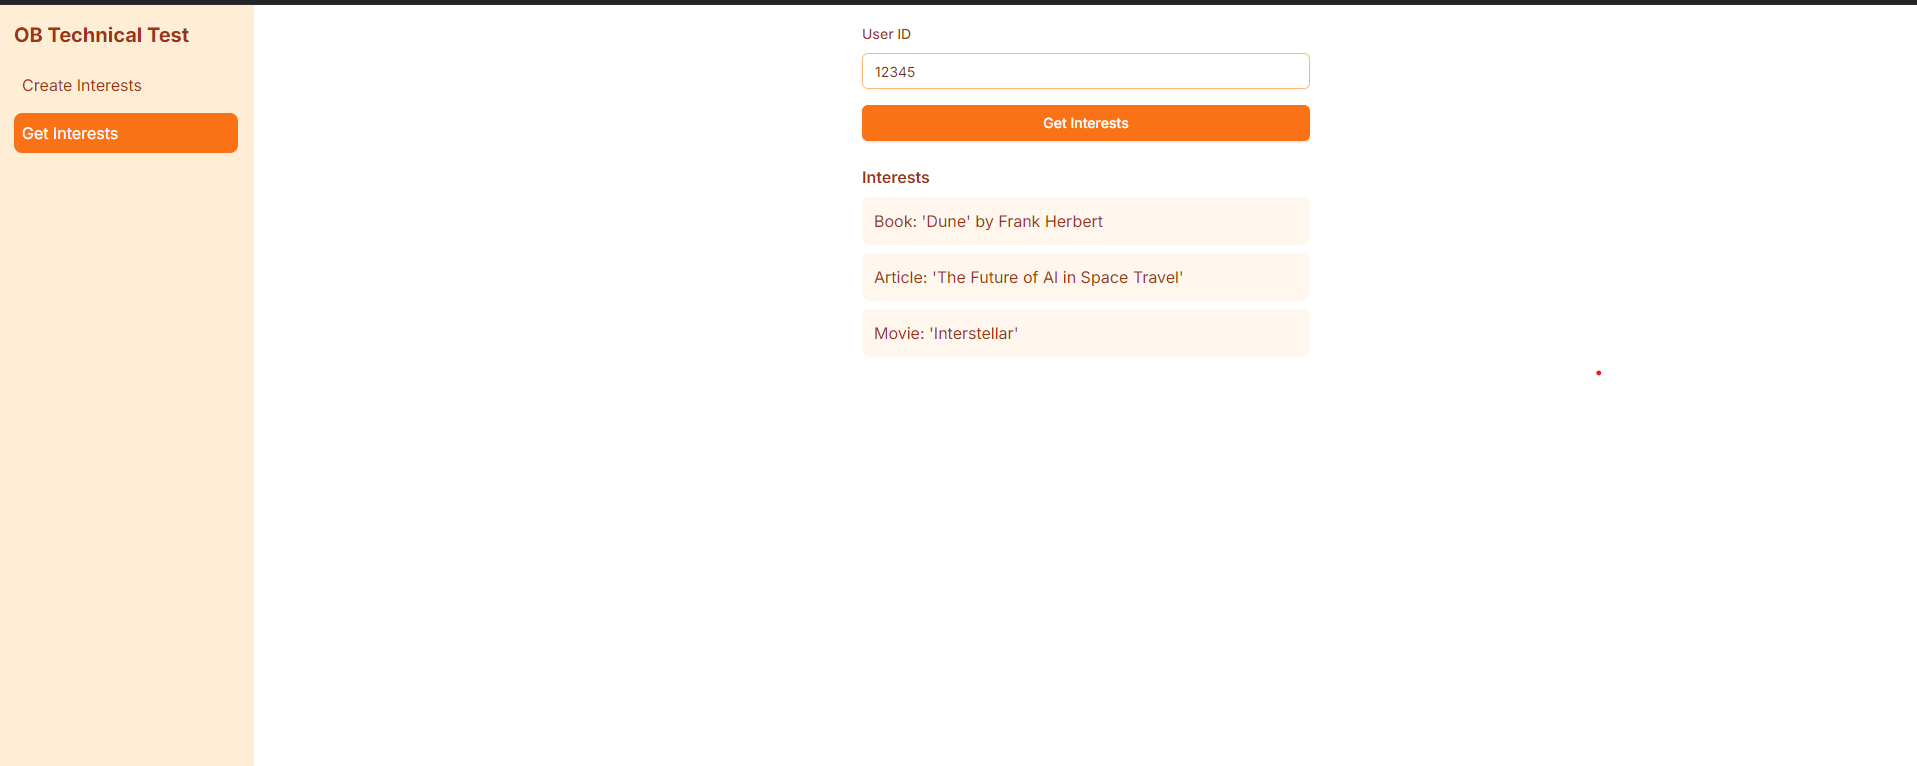 OB Technical Test
Create Interests
Get Interests
User ID
12345
Get Interests
Interests
Book: 'Dune' by Frank Herbert
Article: 'The Future of AI in Space Travel'
Movie: 'Interstellar'